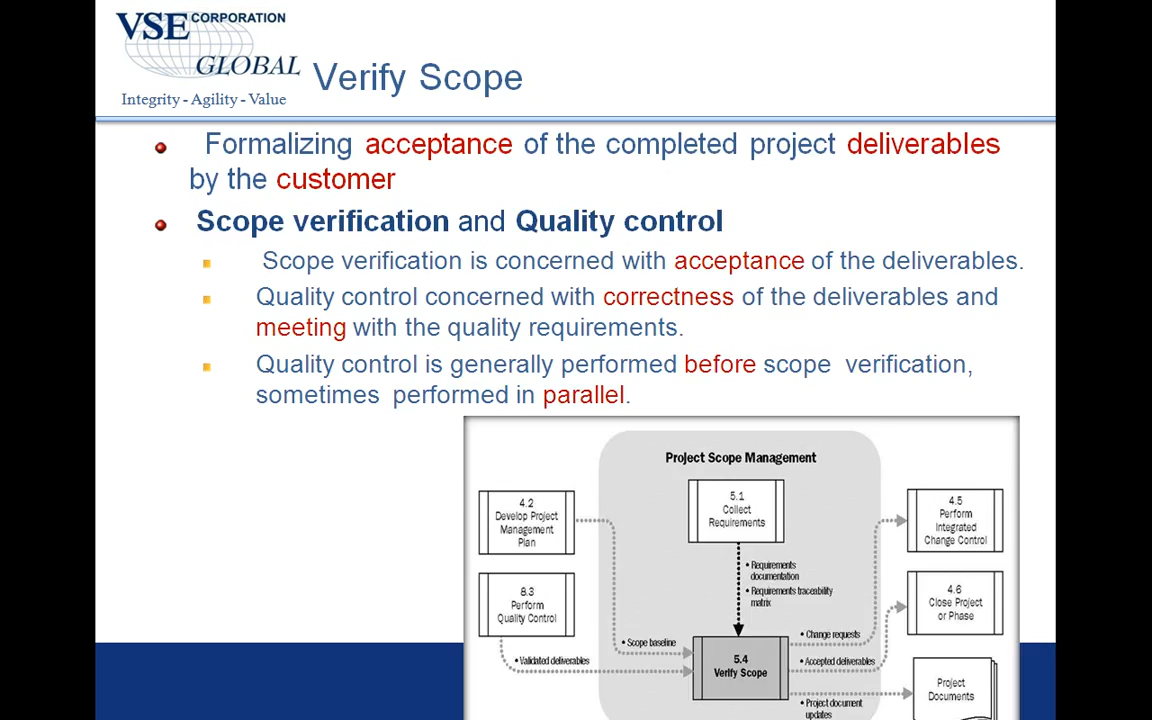 VSE CORPORATION
GLOBAL
Integrity - Agility - Value
Verify Scope
Formalizing acceptance of the completed project deliverables
by the customer
Scope verification and Quality control
Scope verification is concerned with acceptance of the deliverables.
Quality control concerned with correctness of the deliverables and
meeting with the quality requirements.
Quality control is generally performed before scope verification,
sometimes performed in parallel.
Project Scope Management
4.2
Develop Project
Management
Plan
5.1
Collect
Requirements
4.5
Perform
Integrated
Change Control
• Requirements
documentation
• Requirements traceability
matrix
8.3
Perform
Quality Control
4.6
Close Project
or Phase
• Scope baseline
• Change requests
• Validated deliverables
5.4
Verify Scope
• Accepted deliverables
Project
Documents
• Project document
updates